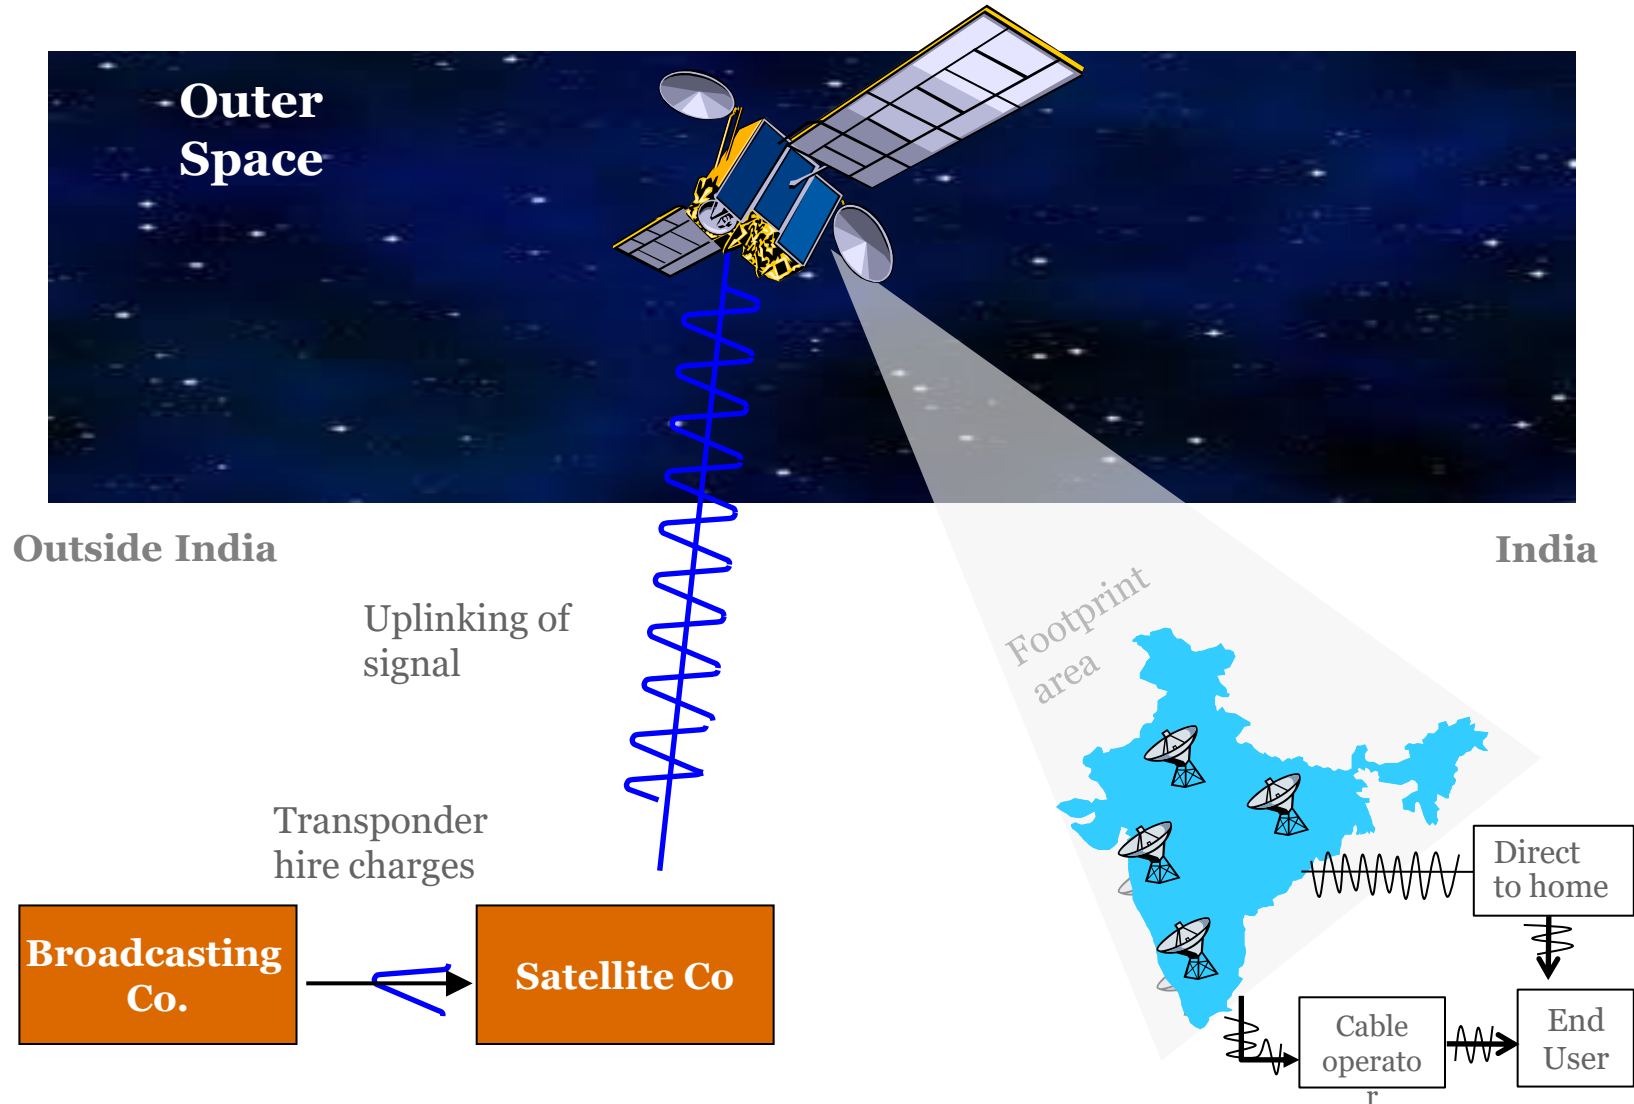 Outer
Space
Outside India
India
Uplinking of
signal
Footprint
area
Transponder
hire charges
Direct
to home
Broadcasting
Co.
Satellite Co
Cable
operato
r
End
User